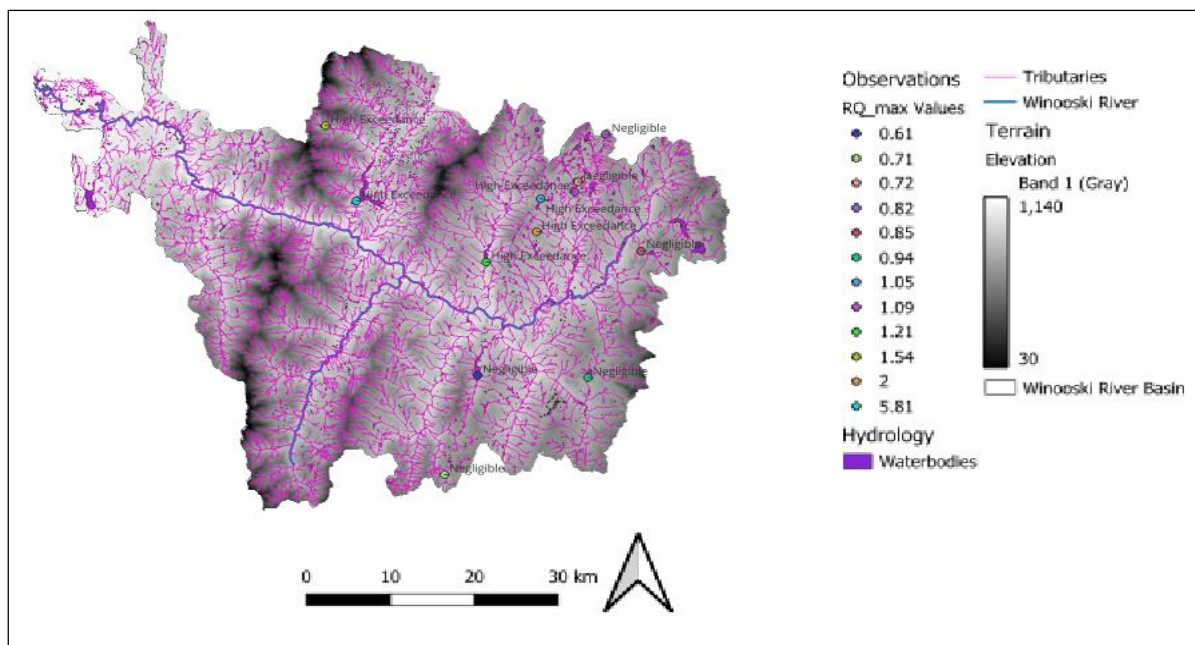 High Exceedance
Negligible
Negligible
High Exceedance
High Exceedance
High Exceedance
High Exceedance
Negligible
High Exceedance
Negligible
Negligible
Negligible
0 10 20 30 km
Observations
RQ_max Values
0.61
0.71
0.72
0.82
0.85
0.94
1.05
1.09
1.21
1.54
2
5.81
Hydrology
Waterbodies
Tributaries
Winooski River
Terrain
Elevation
Band 1 (Gray)
1,140
30
Winooski River Basin